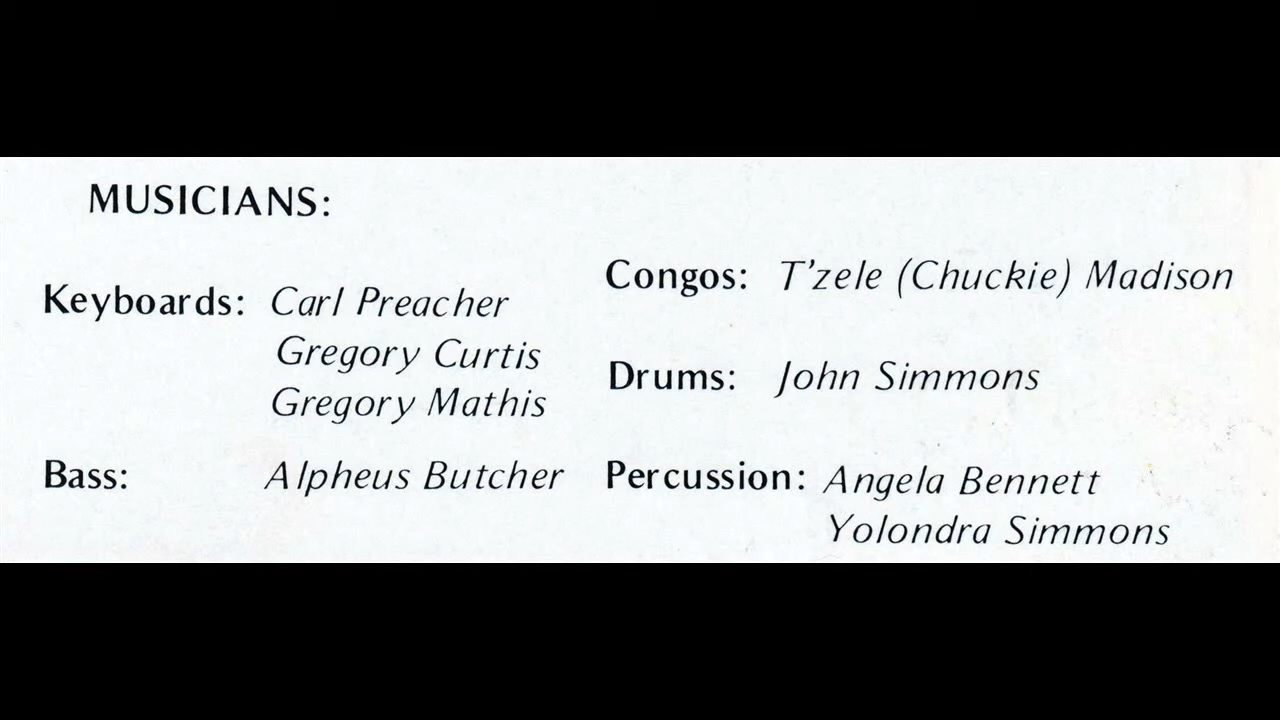 MUSICIANS:
Keyboards: Carl Preacher
Gregory Curtis
Gregory Mathis
Bass: Alpheus Butcher
Congos: T'zele (Chuckie) Madison
Drums: John Simmons
Percussion: Angela Bennett
Yolondra Simmons